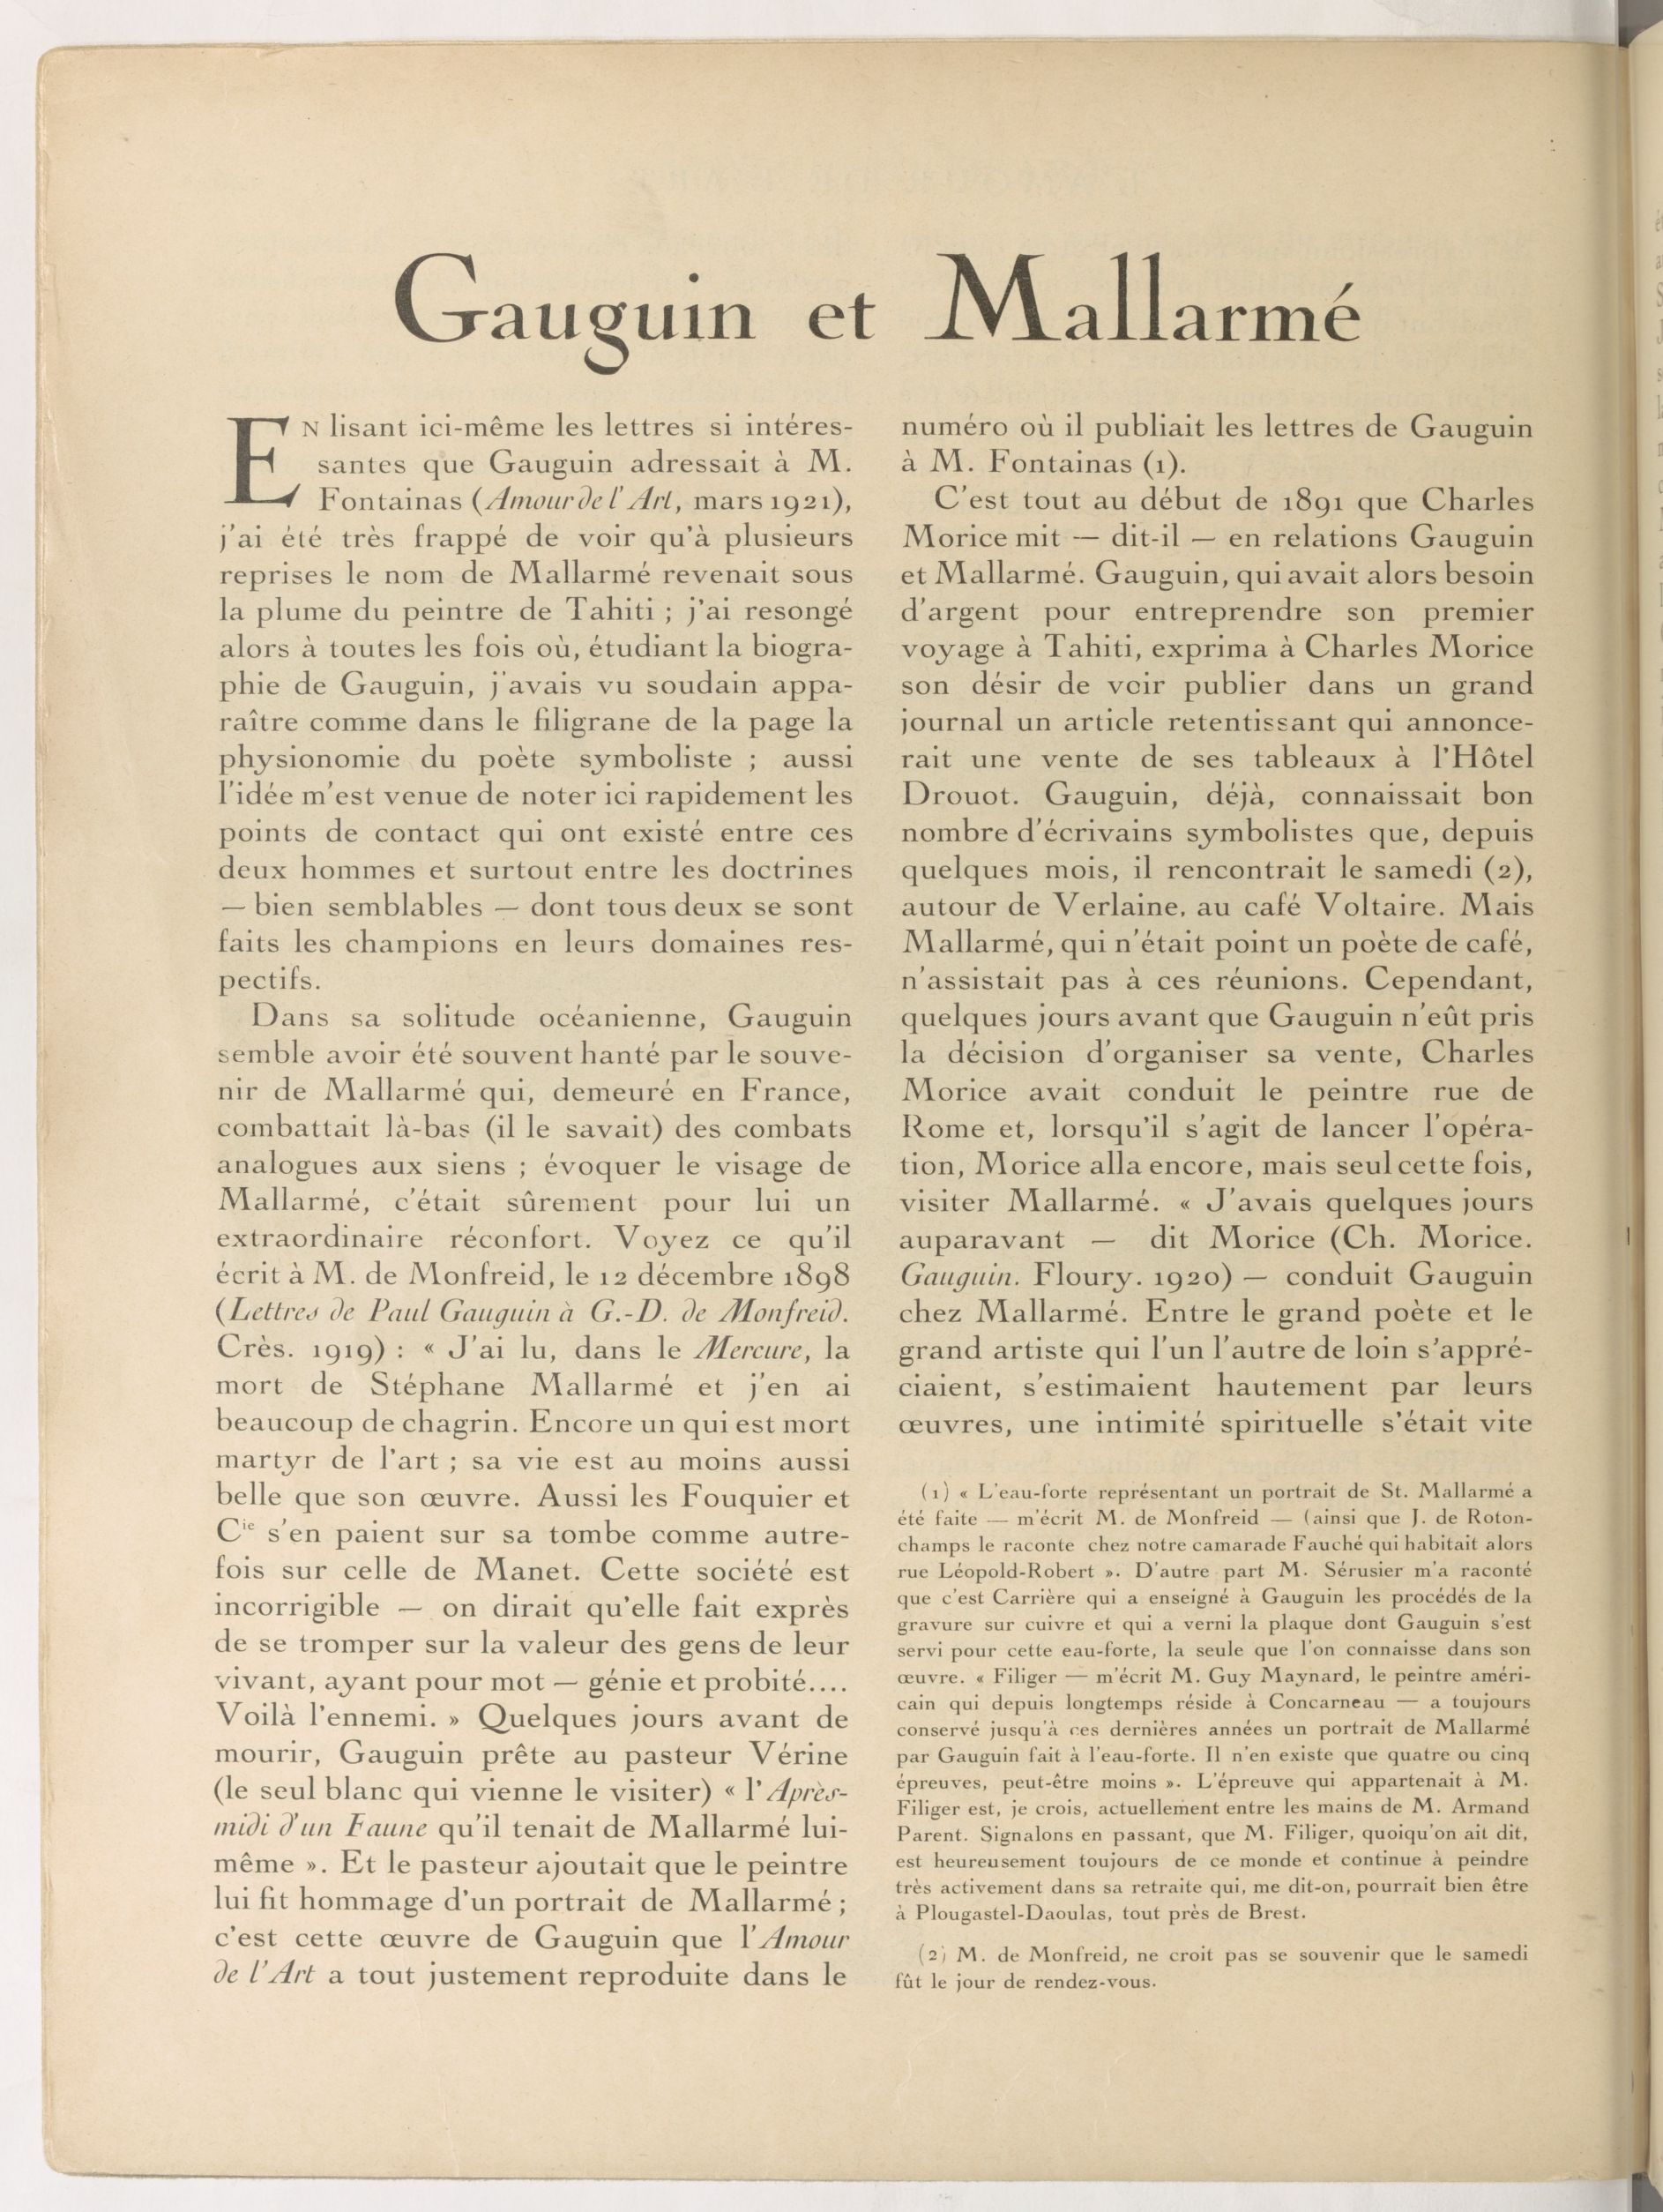 Gauguin et Mallarmé
EN lisant ici-même les lettres si intéres-
santes que Gauguin adressait à M.
Fontainas (Amour de l'Art, mars 1921),
j'ai été très frappé de voir qu'à plusieurs
reprises le nom de Mallarmé revenait sous
la plume du peintre de Tahiti ; j'ai resongé
alors à toutes les fois où, étudiant la biogra-
phie de Gauguin, j'avais vu soudain appa-
raître comme dans le filigrane de la page la
physionomie du poète symboliste ; aussi
l'idée m'est venue de noter ici rapidement les
points de contact qui ont existé entre ces
deux hommes et surtout entre les doctrines
— bien semblables — dont tous deux se sont
faits les champions en leurs domaines res-
pectifs.
Dans sa solitude océanienne, Gauguin
semble avoir été souvent hanté par le souve-
nir de Mallarmé qui, demeuré en France,
combattait là-bas (il le savait) des combats
analogues aux siens ; évoquer le visage de
Mallarmé, c'était sûrement pour lui un
extraordinaire réconfort. Voyez ce qu'il
écrit à M. de Monfreid, le 12 décembre 1898
(Lettres de Paul Gauguin à G.-D. de Monfreid.
Crès. 1919) : « J'ai lu, dans le Mercure, la
mort de Stéphane Mallarmé et j'en ai
beaucoup de chagrin. Encore un qui est mort
martyr de l'art ; sa vie est au moins aussi
belle que son œuvre. Aussi les Fouquier et
Cie s'en paient sur sa tombe comme autre-
fois sur celle de Manet. Cette société est
incorrigible — on dirait qu'elle fait exprès
de se tromper sur la valeur des gens de leur
vivant, ayant pour mot — génie et probité....
Voilà l'ennemi. » Quelques jours avant de
mourir, Gauguin prête au pasteur Vérine
(le seul blanc qui vienne le visiter) « l'Après-
midi d'un Faune qu'il tenait de Mallarmé lui-
même ». Et le pasteur ajoutait que le peintre
lui fit hommage d'un portrait de Mallarmé ;
c'est cette œuvre de Gauguin que l'Amour
de l'Art a tout justement reproduite dans le
numéro où il publiait les lettres de Gauguin
à M. Fontainas (1).
C'est tout au début de 1891 que Charles
Morice mit — dit-il — en relations Gauguin
et Mallarmé. Gauguin, qui avait alors besoin
d'argent pour entreprendre son premier
voyage à Tahiti, exprima à Charles Morice
son désir de vcir publier dans un grand
journal un article retentissant qui annonce-
rait une vente de ses tableaux à l'Hôtel
Drouot. Gauguin, déjà, connaissait bon
nombre d'écrivains symbolistes que, depuis
quelques mois, il rencontrait le samedi (2),
autour de Verlaine. au café Voltaire. Mais
Mallarmé, qui n'était point un poète de café,
n'assistait pas à ces réunions. Cependant,
quelques jours avant que Gauguin n'eût pris
la décision d'organiser sa vente, Charles
Morice avait conduit le peintre rue de
Rome et, lorsqu'il s'agit de lancer l'opéra-
tion, Morice alla encore, mais seul cette fois,
visiter Mallarmé. « J'avais quelques jours
auparavant — dit Morice (Ch. Morice.
Gauguin. Floury. 1920) — conduit Gauguin
chez Mallarmé. Entre le grand poète et le
grand artiste qui l'un l'autre de loin s'appré-
ciaient, s'estimaient hautement par leurs
œuvres, une intimité spirituelle s'était vite
(1) « L'eau-forte représentant un portrait de St. Mallarmé a
été faite — m'écrit M. de Monfreid — (ainsi que J. de Roton-
champs le raconte chez notre camarade Fauché qui habitait alors
rue Léopold-Robert ». D'autre part M. Sérusier m'a raconté
que c'est Carrière qui a enseigné à Gauguin les procédés de la
gravure sur cuivre et qui a verni la plaque dont Gauguin s'est
servi pour cette eau-forte, la seule que l'on connaisse dans son
œuvre. « Filiger — m'écrit M. Guy Maynard, le peintre améri-
cain qui depuis longtemps réside à Concarneau — a toujours
conservé jusqu'à ces dernières années un portrait de Mallarmé
par Gauguin fait à l'eau-forte. Il n'en existe que quatre ou cinq
épreuves, peut-être moins ». L'épreuve qui appartenait à M.
Filiger est, je crois, actuellement entre les mains de M. Armand
Parent. Signalons en passant, que M. Filiger, quoiqu'on ait dit,
est heureusement toujours de ce monde et continue à peindre
très activement dans sa retraite qui, me dit-on, pourrait bien être
à Plougastel-Daoulas, tout près de Brest.
(2) M. de Monfreid, ne croit pas se souvenir que le samedi
fût le jour de rendez-vous.